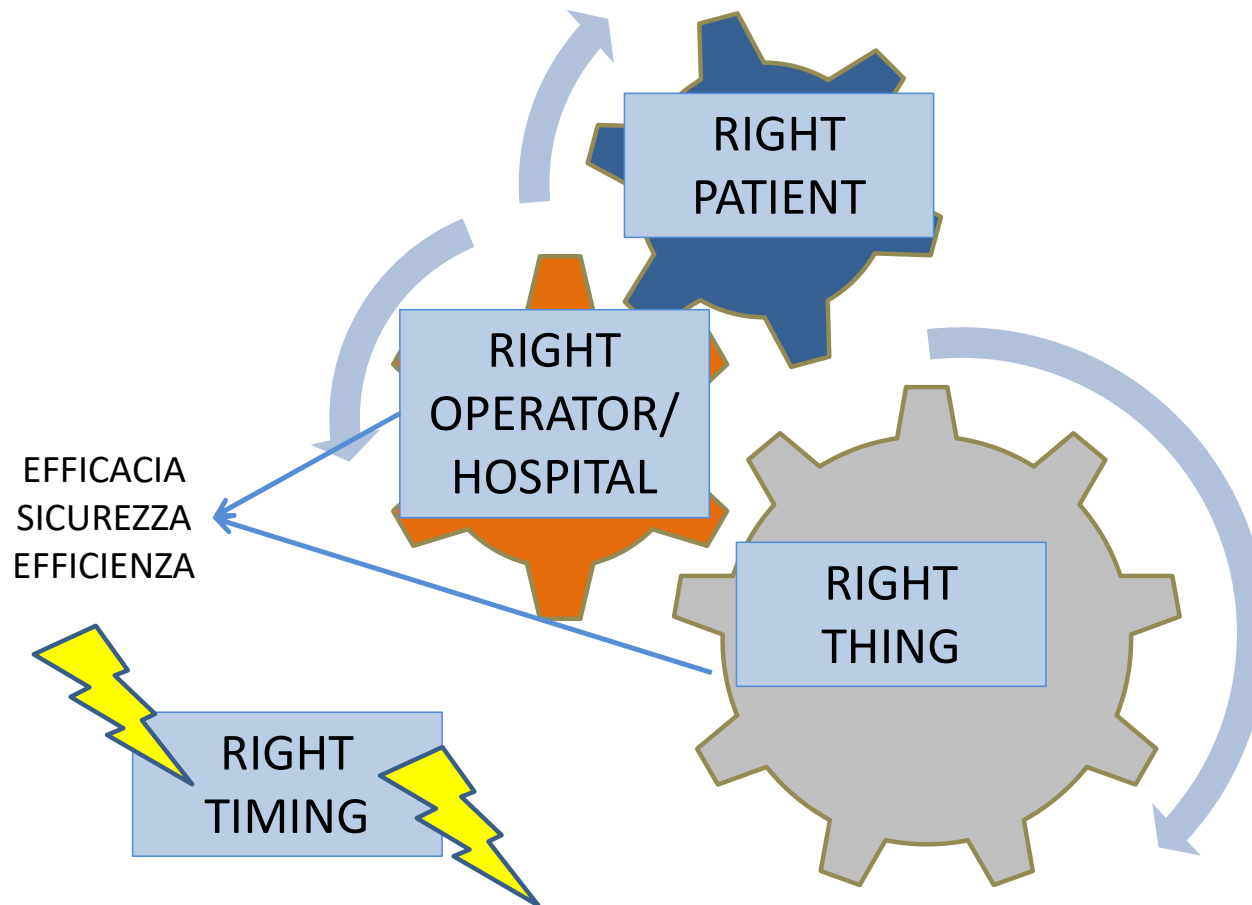 RIGHT
PATIENT
RIGHT
OPERATOR/
HOSPITAL
EFFICACIA
SICUREZZA
EFFICIENZA
RIGHT
THING
RIGHT
TIMING